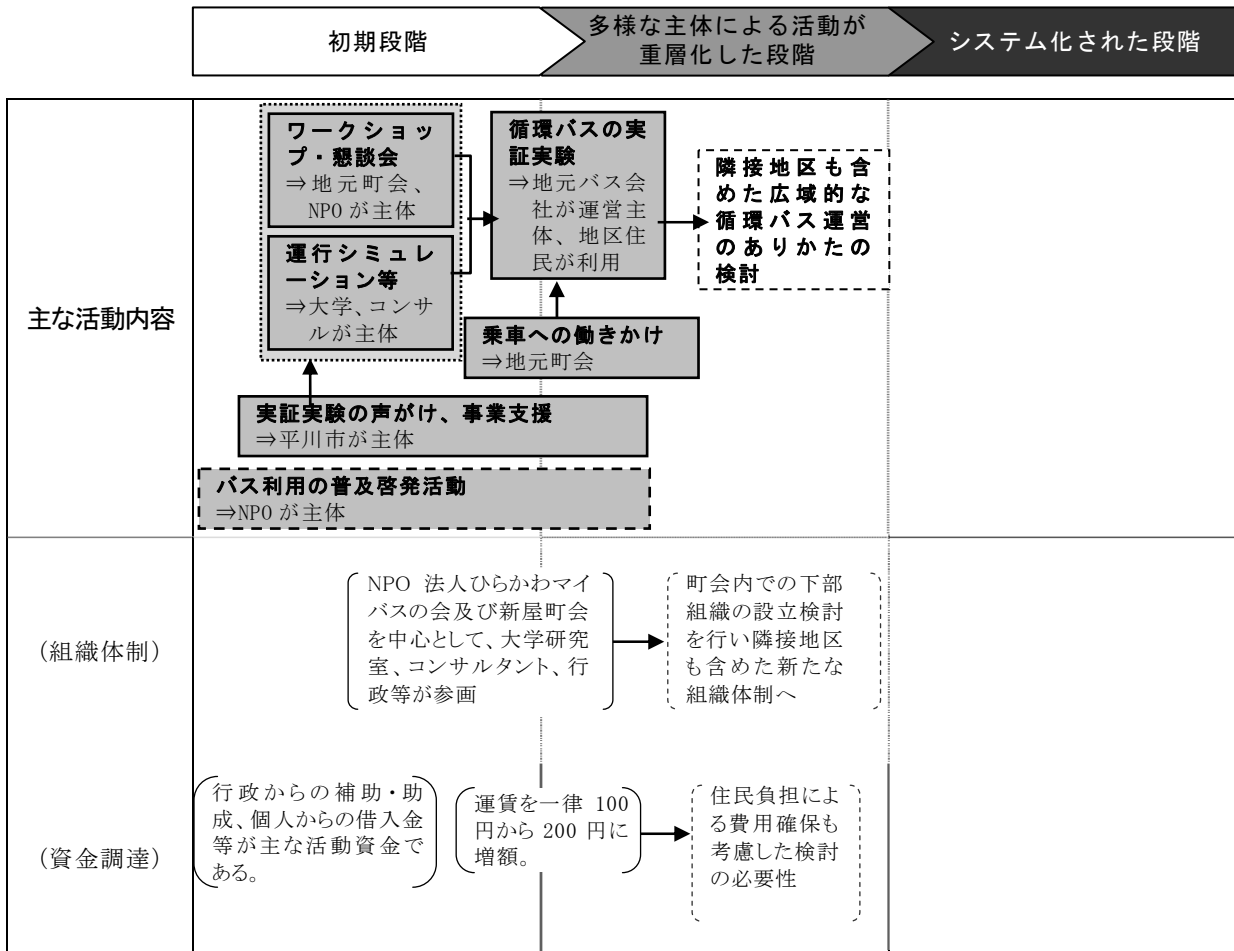 初期段階
多様な主体による活動が
重層化した段階
システム化された段階
主な活動内容
ワークショッ
プ・懇談会
⇒地元町会、
NPO が主体
運行シミュレ
ーション等
⇒大学、コンサ
ルが主体
循環バスの実
証実験
⇒地元バス会
社が運営主
体、地区住
民が利用
隣接地区も含
めた広域的な
循環バス運営
のありかたの
検討
乗車への働きかけ
⇒地元町会
実証実験の声がけ、事業支援
⇒平川市が主体
バス利用の普及啓発活動
⇒NPO が主体
（組織体制）
NPO 法人ひらかわマイ
バスの会及び新屋町会
を中心として、大学研究
室、コンサルタント、行
政等が参画
町会内での下部
組織の設立検討
を行い隣接地区
も含めた新たな
組織体制へ
（資金調達）
行政からの補助・助
成、個人からの借入金
等が主な活動資金で
ある。
運賃を一律 100
円から 200 円に
増額。
住民負担によ
る費用確保も
考慮した検討
の必要性